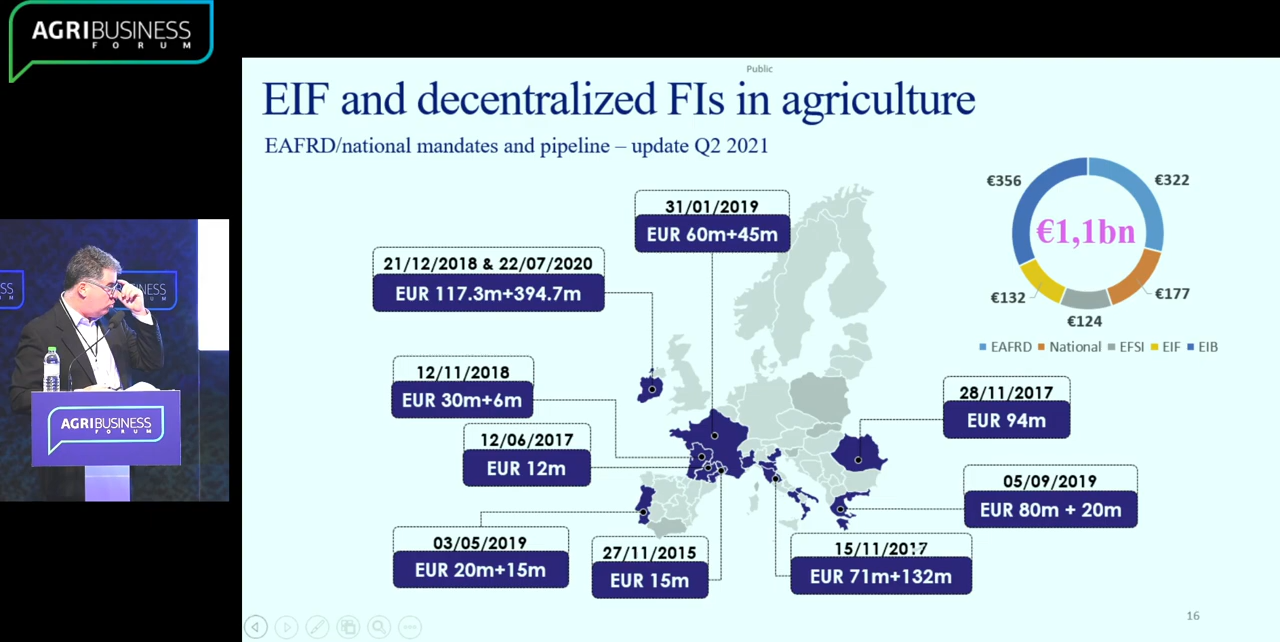 AGRIBUSINESS
FORUM
Public
EIF and decentralized FIs in agriculture
EAFRD/national mandates and pipeline – update Q2 2021
31/01/2019
EUR 60m+45m
21/12/2018 & 22/07/2020
EUR 117.3m+394.7m
12/11/2018
EUR 30m+6m
12/06/2017
EUR 12m
03/05/2019
EUR 20m+15m
27/11/2015
EUR 15m
15/11/2017
EUR 71m+132m
05/09/2019
EUR 80m + 20m
28/11/2017
EUR 94m
€356
€322
€1,1bn
€132
€177
€124
EAFRD National EFSI EIF EIB
SS
NESS
AGRIBUSINESS
FORUM
16